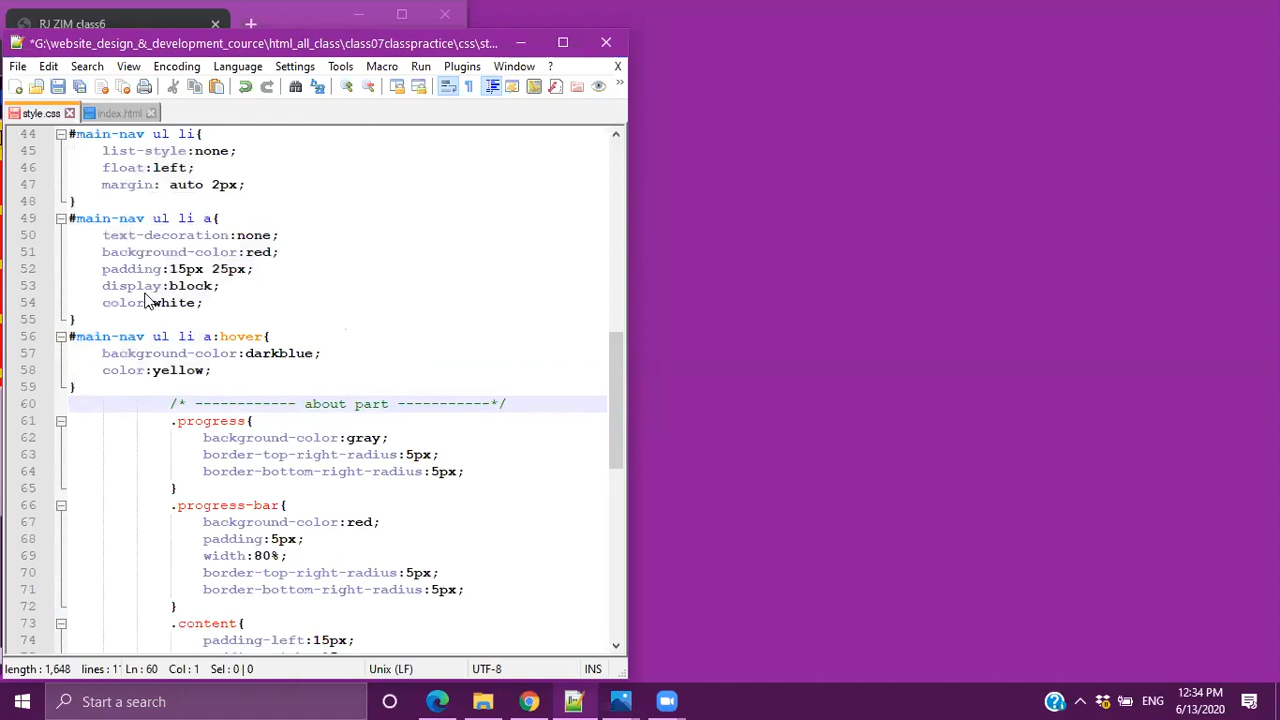 RJ ZIM class6
*G:\website_design_&_development_cource\html_all_class\class07classpractice\css\st...
File Edit Search View Encoding Language Settings Tools Macro Run Plugins Window ? X
style.css index.html
44 #main-nav ul li{
45 list-style:none;
46 float:left;
47 margin: auto 2px;
48 }
49 #main-nav ul li a{
50 text-decoration:none;
51 background-color:red;
52 padding:15px 25px;
53 display:block;
54 color:white;
55 }
56 #main-nav ul li a:hover{
57 background-color:darkblue;
58 color:yellow;
59 }
60 /* ------------ about part -----------*/
61 .progress{
62 background-color:gray;
63 border-top-right-radius:5px;
64 border-bottom-right-radius:5px;
65 }
66 .progress-bar{
67 background-color:red;
68 padding:5px;
69 width:80%;
70 border-top-right-radius:5px;
71 border-bottom-right-radius:5px;
72 }
73 .content{
74 padding-left:15px;
length : 1,648 lines : 1 Ln : 60 Col : 1 Sel : 0 | 0 Unix (LF) UTF-8 INS
Start a search
ENG
12:34 PM
6/13/2020